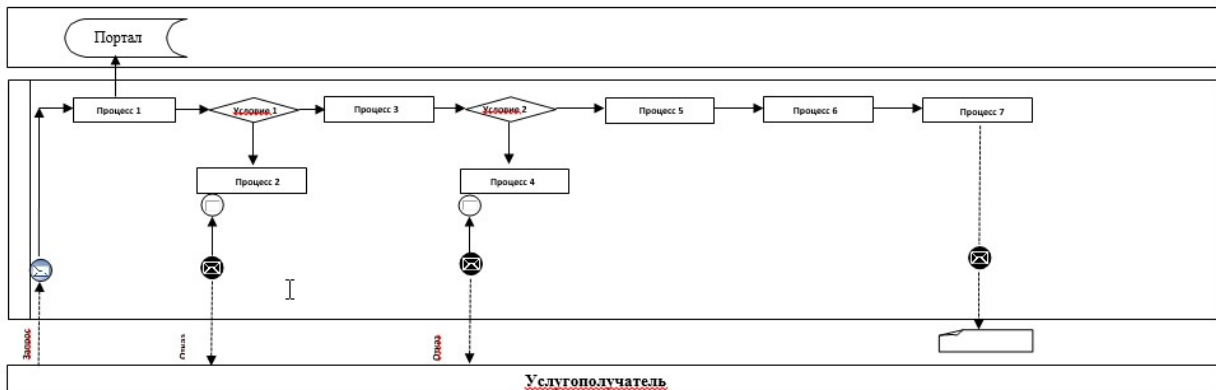 Портал
Процесс 1
Условие 1
Процесс 3
Условие 2
Процесс 5
Процесс 6
Процесс 7
Процесс 2
Процесс 4
Запрос
Отказ
Отказ
Услугополучатель